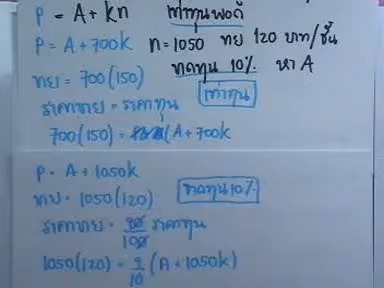 P = A + kn เท่าทุนพอดี
P = A + 700k n = 1050 ขาย 120 บาท/ชิ้น
ขาดทุน 10% หา A
ขาย = 700(150)
ราคาขาย = ราคาทุน เท่าทุน
700(150) = (A + 700k
P = A + 1050k
ขาย = 1050(120) ขาดทุน 10%
ราคาขาย = 90/100 ราคาทุน
1050(120) = 9/10 (A + 1050k)